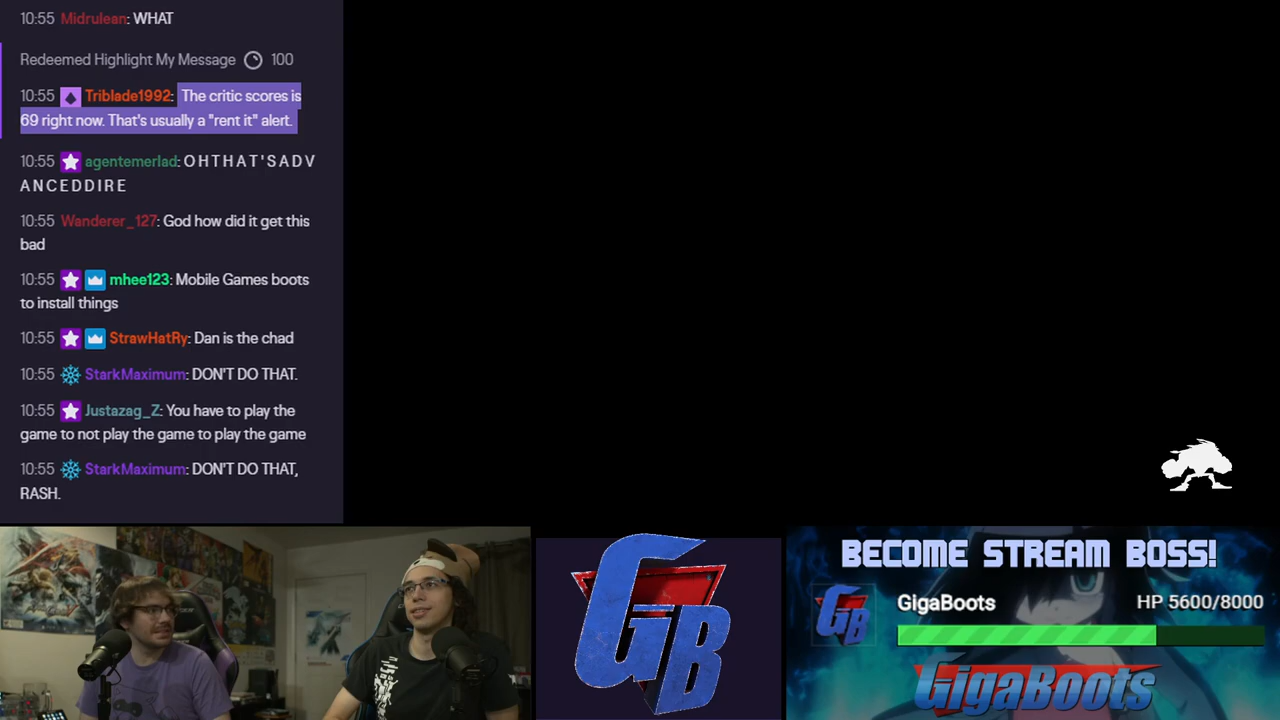 10:55 Midrulean: WHAT
Redeemed Highlight My Message 100
10:55 Triblade1992: The critic scores is
69 right now. That's usually a "rent it" alert.
10:55 agentemerlad: O H T H A T ' S A D V
A N C E D D I R E
10:55 Wanderer_127: God how did it get this
bad
10:55 mhee123: Mobile Games boots
to install things
10:55 StrawHatRy: Dan is the chad
10:55 StarkMaximum: DON'T DO THAT.
10:55 Justazag_Z: You have to play the
game to not play the game to play the game
10:55 StarkMaximum: DON'T DO THAT,
RASH.
GB
BECOME STREAM BOSS!
GB
GigaBoots HP 5600/8000
GigaBoots